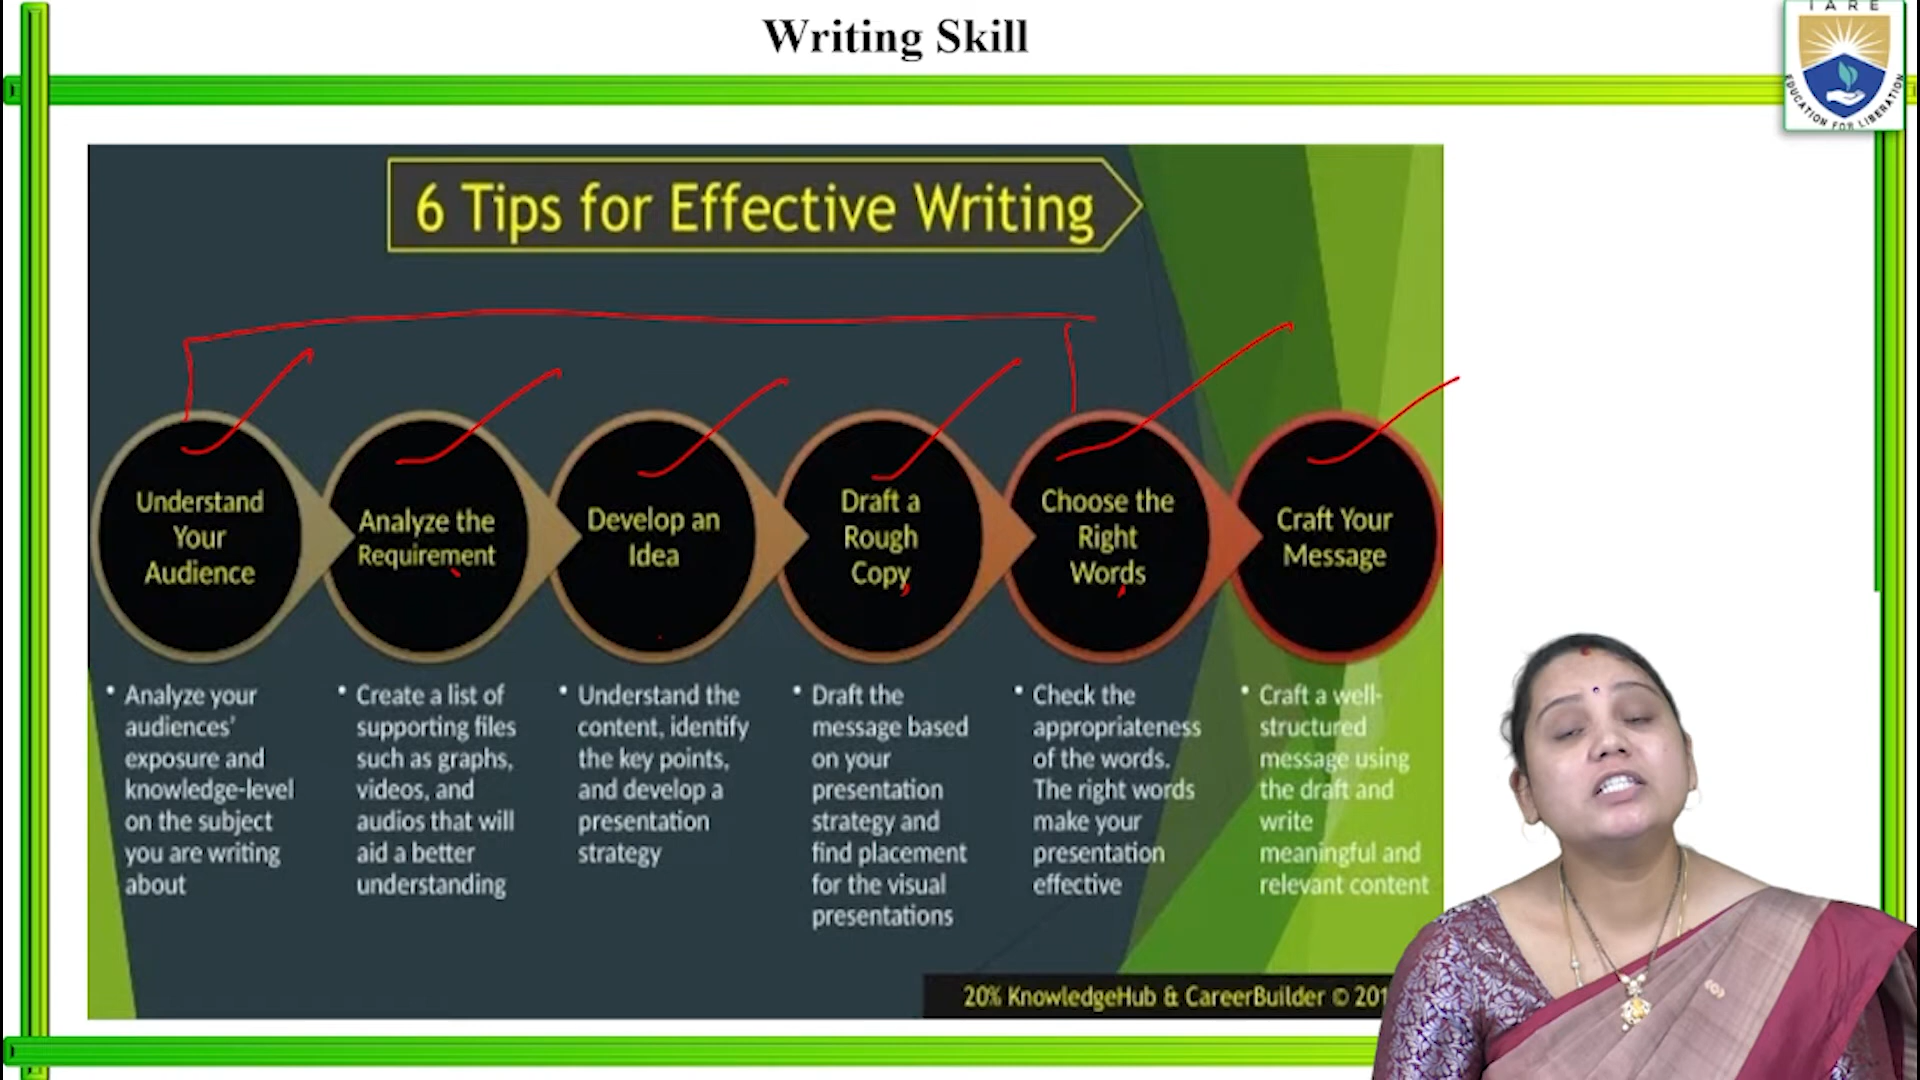 Writing Skill
IARE
EDUCATION FOR LIBERATION
6 Tips for Effective Writing
Understand
Your
Audience
Analyze the
Requirement
Develop an
Idea
Draft a
Rough
Copy
Choose the
Right
Words
Craft Your
Message
• Analyze your
audiences'
exposure and
knowledge-level
on the subject
you are writing
about
• Create a list of
supporting files
such as graphs,
videos, and
audios that will
aid a better
understanding
• Understand the
content, identify
the key points,
and develop a
presentation
strategy
• Draft the
message based
on your
presentation
strategy and
find placement
for the visual
presentations
• Check the
appropriateness
of the words.
The right words
make your
presentation
effective
• Craft a well-
structured
message using
the draft and
write
meaningful and
relevant content
20% KnowledgeHub & CareerBuilder © 201